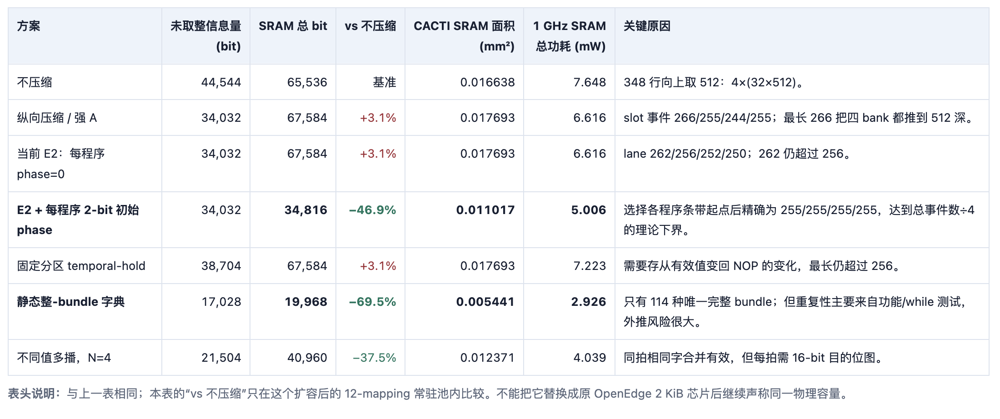 方案 未取整信息量 (bit) SRAM 总 bit vs 不压缩 CACTI SRAM 面积 (mm²) 1 GHz SRAM 总功耗 (mW) 关键原因
不压缩 44,544 65,536 基准 0.016638 7.648 348 行向上取 512：4×(32×512)。
纵向压缩 / 强 A 34,032 67,584 +3.1% 0.017693 6.616 slot 事件 266/255/244/255；最长 266 把四 bank 都推到 512 深。
当前 E2：每程序 phase=0 34,032 67,584 +3.1% 0.017693 6.616 lane 262/256/252/250；262 仍超过 256。
E2 + 每程序 2-bit 初始 phase 34,032 34,816 −46.9% 0.011017 5.006 选择各程序条带起点后精确为 255/255/255/255，达到总事件数÷4 的理论下界。
固定分区 temporal-hold 38,704 67,584 +3.1% 0.017693 7.223 需要存从有效值变回 NOP 的变化，最长仍超过 256。
静态整-bundle 字典 17,028 19,968 −69.5% 0.005441 2.926 只有 114 种唯一完整 bundle；但重复性主要来自功能/while 测试，外推风险很大。
不同值多播，N=4 21,504 40,960 −37.5% 0.012371 4.039 同拍相同字合并有效，但每拍需 16-bit 目的位图。
表头说明：与上一表相同；本表的“vs 不压缩”只在这个扩容后的 12-mapping 常驻池内比较。不能把它替换成原 OpenEdge 2 KiB 芯片后继续声称同一物理容量。